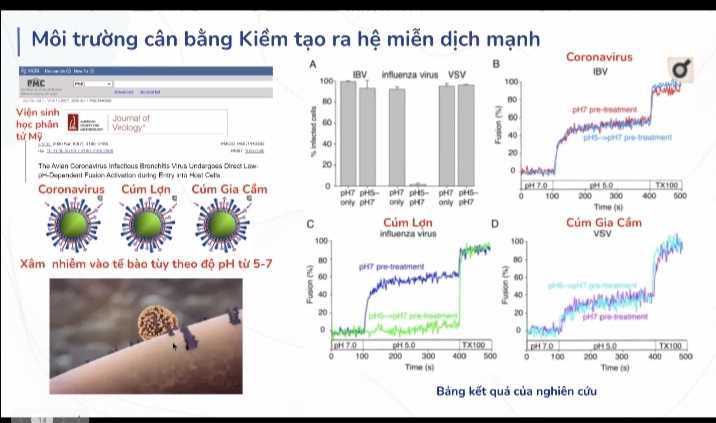 Môi trường cân bằng Kiềm tạo ra hệ miễn dịch mạnh
PMC
Viện sinh
học phân
tử Mỹ
Journal of
Virology
The Avian Coronavirus Infectious Bronchitis Virus Undergoes Direct Low-
pH-Dependent Fusion Activation during Entry into Host Cells
Coronavirus Cúm Lợn Cúm Gia Cầm
Xâm nhiễm vào tế bào tùy theo độ pH từ 5-7
A
IBV influenza virus VSV
% infected cells
100
80
60
40
20
0
pH7 only pH5–pH7 pH7 only pH5–pH7 pH7 only pH5–pH7
B
Coronavirus
IBV
Fusion (%)
100
80
60
40
20
0
pH7 pre-treatment
pH5→pH7 pre-treatment
pH 7.0 pH 5.0 TX100
0 100 200 300 400 500
Time (s)
C
Cúm Lợn
influenza virus
Fusion (%)
100
80
60
40
20
0
pH7 pre-treatment
pH5→pH7 pre-treatment
pH 7.0 pH 5.0 TX100
0 100 200 300 400 500
Time (s)
D
Cúm Gia Cầm
VSV
Fusion (%)
100
80
60
40
20
0
pH5→pH7 pre-treatment
pH7 pre-treatment
pH 7.0 pH 5.0 TX100
0 100 200 300 400 500
Time (s)
Bảng kết quả của nghiên cứu
14